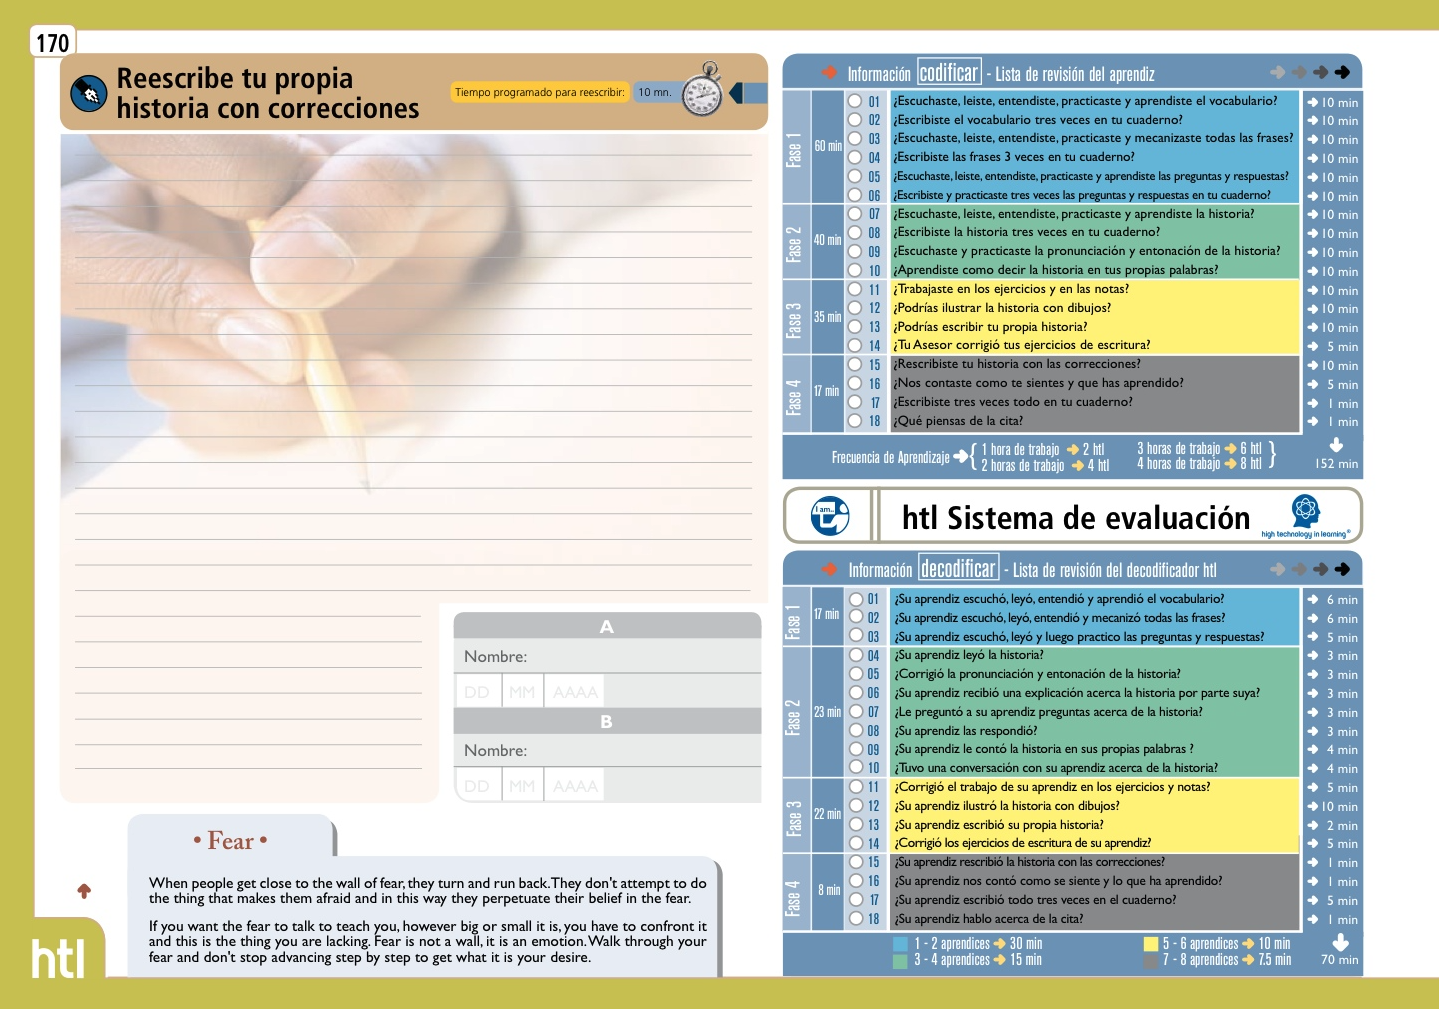 170
Reescribe tu propia
historia con correcciones
Tiempo programado para reescribir: 10 mn.
A
Nombre:
DD MM AAAA
B
Nombre:
DD MM AAAA
• Fear •
When people get close to the wall of fear, they turn and run back. They don't attempt to do
the thing that makes them afraid and in this way they perpetuate their belief in the fear.
If you want the fear to talk to teach you, however big or small it is, you have to confront it
and this is the thing you are lacking. Fear is not a wall, it is an emotion. Walk through your
fear and don't stop advancing step by step to get what it is your desire.
htl
Información codificar - Lista de revisión del aprendiz
Fase 1
60 min
01 ¿Escuchaste, leiste, entendiste, practicaste y aprendiste el vocabulario? 10 min
02 ¿Escribiste el vocabulario tres veces en tu cuaderno? 10 min
03 ¿Escuchaste, leiste, entendiste, practicaste y mecanizaste todas las frases? 10 min
04 ¿Escribiste las frases 3 veces en tu cuaderno? 10 min
05 ¿Escuchaste, leiste, entendiste, practicaste y aprendiste las preguntas y respuestas? 10 min
06 ¿Escribiste y practicaste tres veces las preguntas y respuestas en tu cuaderno? 10 min
Fase 2
40 min
07 ¿Escuchaste, leiste, entendiste, practicaste y aprendiste la historia? 10 min
08 ¿Escribiste la historia tres veces en tu cuaderno? 10 min
09 ¿Escuchaste y practicaste la pronunciación y entonación de la historia? 10 min
10 ¿Aprendiste como decir la historia en tus propias palabras? 10 min
Fase 3
35 min
11 ¿Trabajaste en los ejercicios y en las notas? 10 min
12 ¿Podrías ilustrar la historia con dibujos? 10 min
13 ¿Podrías escribir tu propia historia? 10 min
14 ¿Tu Asesor corrigió tus ejercicios de escritura? 5 min
Fase 4
17 min
15 ¿Rescribiste tu historia con las correcciones? 10 min
16 ¿Nos contaste como te sientes y que has aprendido? 5 min
17 ¿Escribiste tres veces todo en tu cuaderno? 1 min
18 ¿Qué piensas de la cita? 1 min
Frecuencia de Aprendizaje { 1 hora de trabajo 2 htl 3 horas de trabajo 6 htl }
2 horas de trabajo 4 htl 4 horas de trabajo 8 htl
152 min
I am..
htl Sistema de evaluación
high technology in learning®
Información decodificar - Lista de revisión del decodificador htl
Fase 1
17 min
01 ¿Su aprendiz escuchó, leyó, entendió y aprendió el vocabulario? 6 min
02 ¿Su aprendiz escuchó, leyó, entendió y mecanizó todas las frases? 6 min
03 ¿Su aprendiz escuchó, leyó y luego practico las preguntas y respuestas? 5 min
Fase 2
23 min
04 ¿Su aprendiz leyó la historia? 3 min
05 ¿Corrigió la pronunciación y entonación de la historia? 3 min
06 ¿Su aprendiz recibió una explicación acerca la historia por parte suya? 3 min
07 ¿Le preguntó a su aprendiz preguntas acerca de la historia? 3 min
08 ¿Su aprendiz las respondió? 3 min
09 ¿Su aprendiz le contó la historia en sus propias palabras ? 4 min
10 ¿Tuvo una conversación con su aprendiz acerca de la historia? 4 min
Fase 3
22 min
11 ¿Corrigió el trabajo de su aprendiz en los ejercicios y notas? 5 min
12 ¿Su aprendiz ilustró la historia con dibujos? 10 min
13 ¿Su aprendiz escribió su propia historia? 2 min
14 ¿Corrigió los ejercicios de escritura de su aprendiz? 5 min
Fase 4
8 min
15 ¿Su aprendiz rescribió la historia con las correcciones? 1 min
16 ¿Su aprendiz nos contó como se siente y lo que ha aprendido? 1 min
17 ¿Su aprendiz escribió todo tres veces en el cuaderno? 5 min
18 ¿Su aprendiz hablo acerca de la cita? 1 min
1 - 2 aprendices 30 min 5 - 6 aprendices 10 min
3 - 4 aprendices 15 min 7 - 8 aprendices 7.5 min
70 min